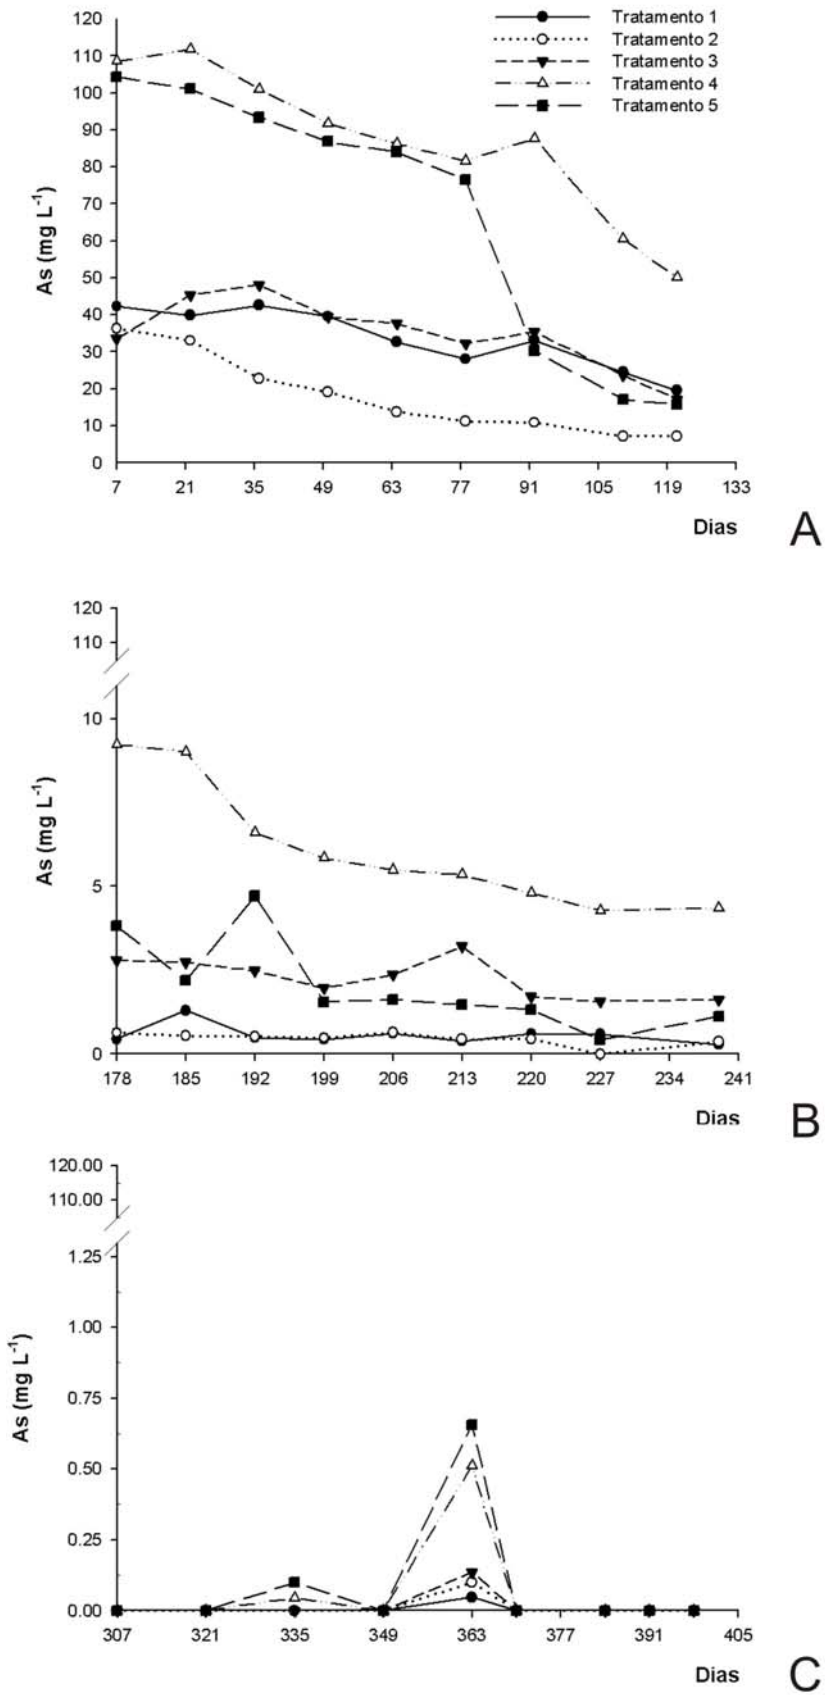 120
110
100
90
80
70
60
50
40
30
20
10
0
As (mg L-1)
Tratamento 1
Tratamento 2
Tratamento 3
Tratamento 4
Tratamento 5
7 21 35 49 63 77 91 105 119 133
Dias
A
120
110
10
5
0
As (mg L-1)
178 185 192 199 206 213 220 227 234 241
Dias
B
120.00
110.00
1.25
1.00
0.75
0.50
0.25
0.00
As (mg L-1)
307 321 335 349 363 377 391 405
Dias
C